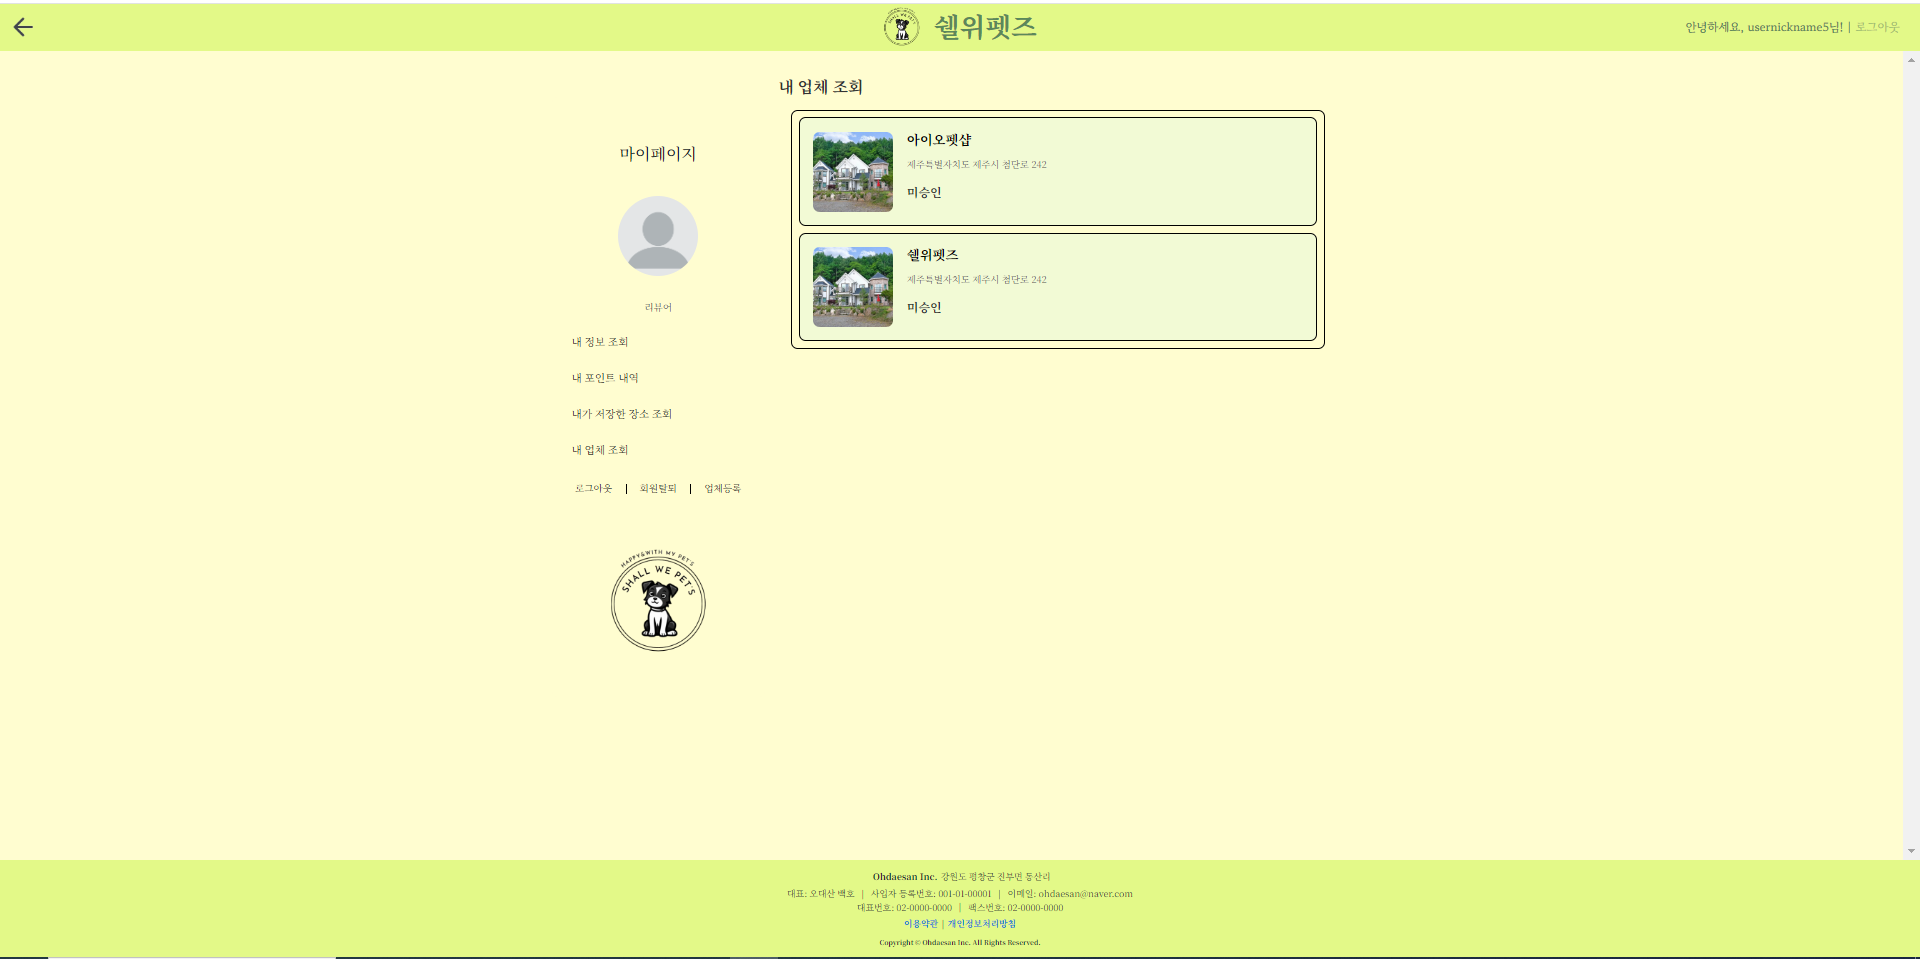 SHALL WE PET'S
쉘위펫즈
안녕하세요, usernickname5님! | 로그아웃
내 업체 조회
마이페이지
리뷰어
내 정보 조회
내 포인트 내역
내가 저장한 장소 조회
내 업체 조회
로그아웃 | 회원탈퇴 | 업체등록
HAPPY&WITH MY PET'S
SHALL WE PET'S
아이오펫샵
제주특별자치도 제주시 첨단로 242
미승인
쉘위펫즈
제주특별자치도 제주시 첨단로 242
미승인
Ohdaesan Inc. 강원도 평창군 진부면 동산리
대표: 오대산 백호 | 사업자 등록번호: 001-01-00001 | 이메일: ohdaesan@naver.com
대표번호: 02-0000-0000 | 팩스번호: 02-0000-0000
이용약관 | 개인정보처리방침
Copyright © Ohdaesan Inc. All Rights Reserved.